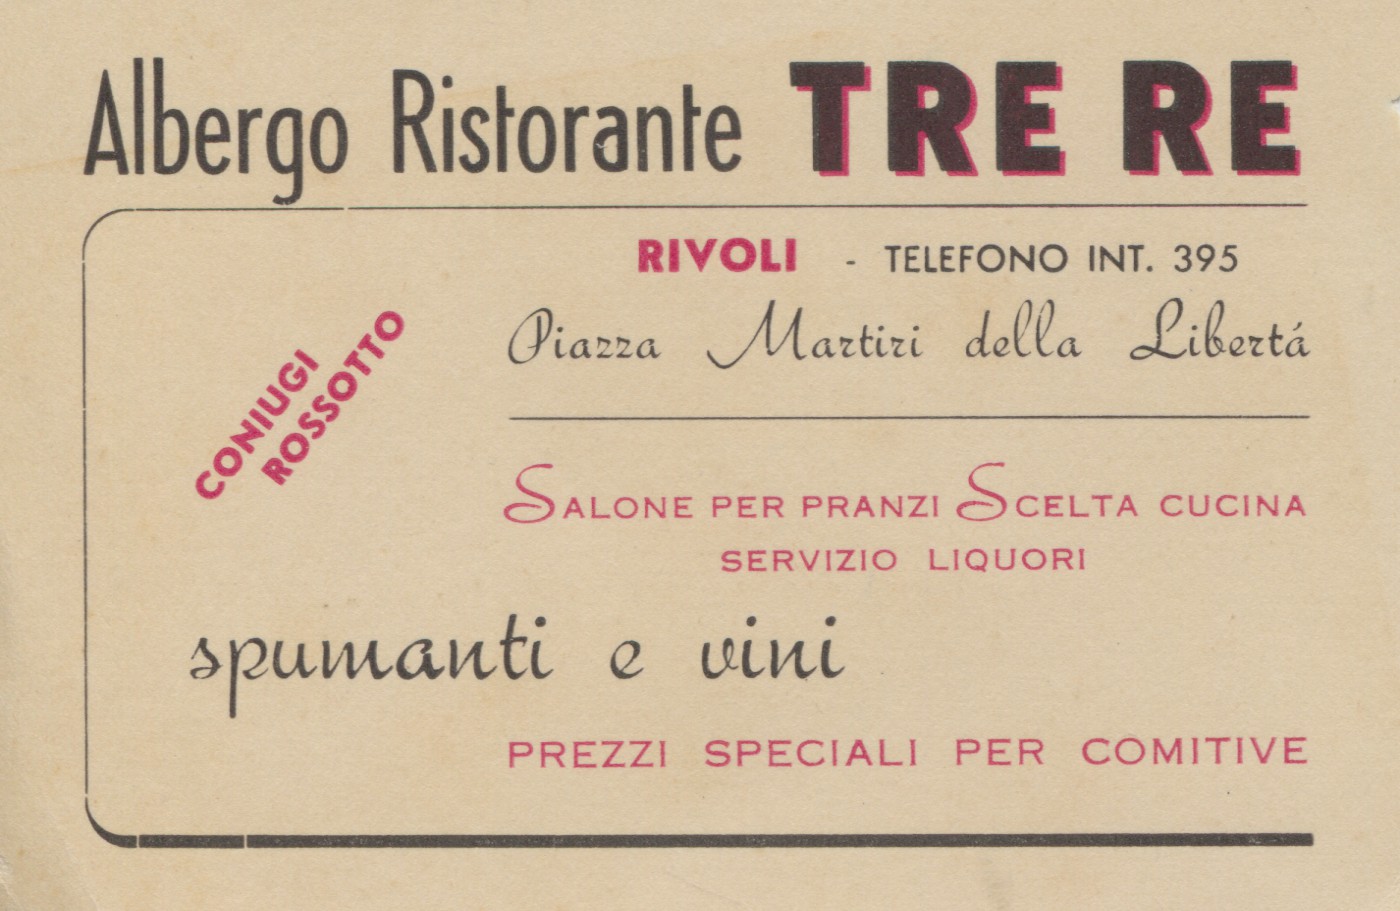 Albergo Ristorante TRE RE
RIVOLI - TELEFONO INT. 395
Piazza Martiri della Libertá
CONIUGI
ROSSOTTO
SALONE PER PRANZI SCELTA CUCINA
SERVIZIO LIQUORI
spumanti e vini
PREZZI SPECIALI PER COMITIVE